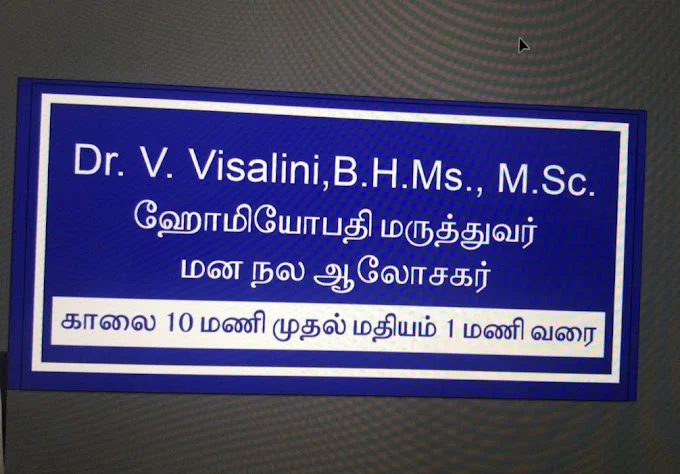 Dr. V. Visalini,B.H.Ms., M.Sc.
ஹோமியோபதி மருத்துவர்
மன நல ஆலோசகர்
காலை 10 மணி முதல் மதியம் 1 மணி வரை